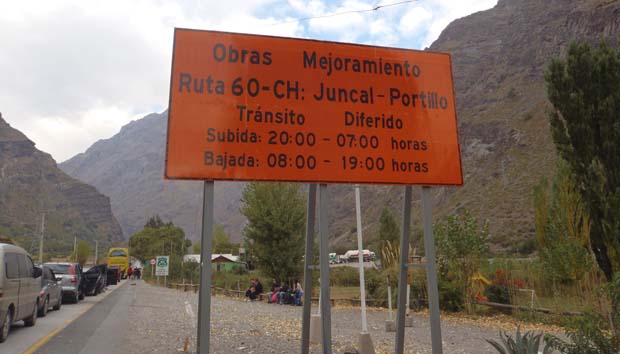 Obras Mejoramiento
Ruta 60-CH: Juncal-Portillo
Tránsito Diferido
Subida: 20:00 - 07:00 horas
Bajada: 08:00 - 19:00 horas